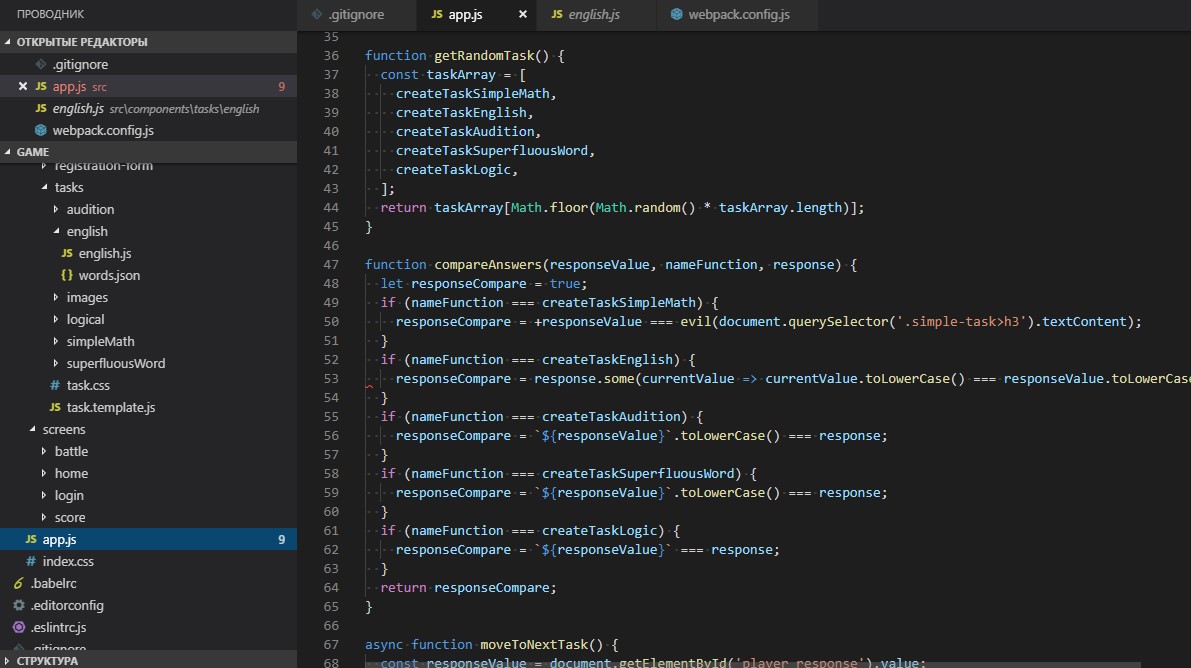 ПРОВОДНИК
ОТКРЫТЫЕ РЕДАКТОРЫ
.gitignore
app.js src 9
english.js src\components\tasks\english
webpack.config.js
GAME
registration-form
tasks
audition
english
english.js
words.json
images
logical
simpleMath
superfluousWord
task.css
task.template.js
screens
battle
home
login
score
app.js 9
index.css
.babelrc
.editorconfig
.eslintrc.js
.gitignore
СТРУКТУРА
.gitignore app.js english.js webpack.config.js
35
36 function getRandomTask() {
37 const taskArray = [
38 createTaskSimpleMath,
39 createTaskEnglish,
40 createTaskAudition,
41 createTaskSuperfluousWord,
42 createTaskLogic,
43 ];
44 return taskArray[Math.floor(Math.random() * taskArray.length)];
45 }
46
47 function compareAnswers(responseValue, nameFunction, response) {
48 let responseCompare = true;
49 if (nameFunction === createTaskSimpleMath) {
50 responseCompare = +responseValue === evil(document.querySelector('.simple-task>h3').textContent);
51 }
52 if (nameFunction === createTaskEnglish) {
53 responseCompare = response.some(currentValue => currentValue.toLowerCase() === responseValue.toLowerCase
54 }
55 if (nameFunction === createTaskAudition) {
56 responseCompare = `${responseValue}`.toLowerCase() === response;
57 }
58 if (nameFunction === createTaskSuperfluousWord) {
59 responseCompare = `${responseValue}`.toLowerCase() === response;
60 }
61 if (nameFunction === createTaskLogic) {
62 responseCompare = `${responseValue}` === response;
63 }
64 return responseCompare;
65 }
66
67 async function moveToNextTask() {
68 const responseValue = document.getElementById('player_response').value;